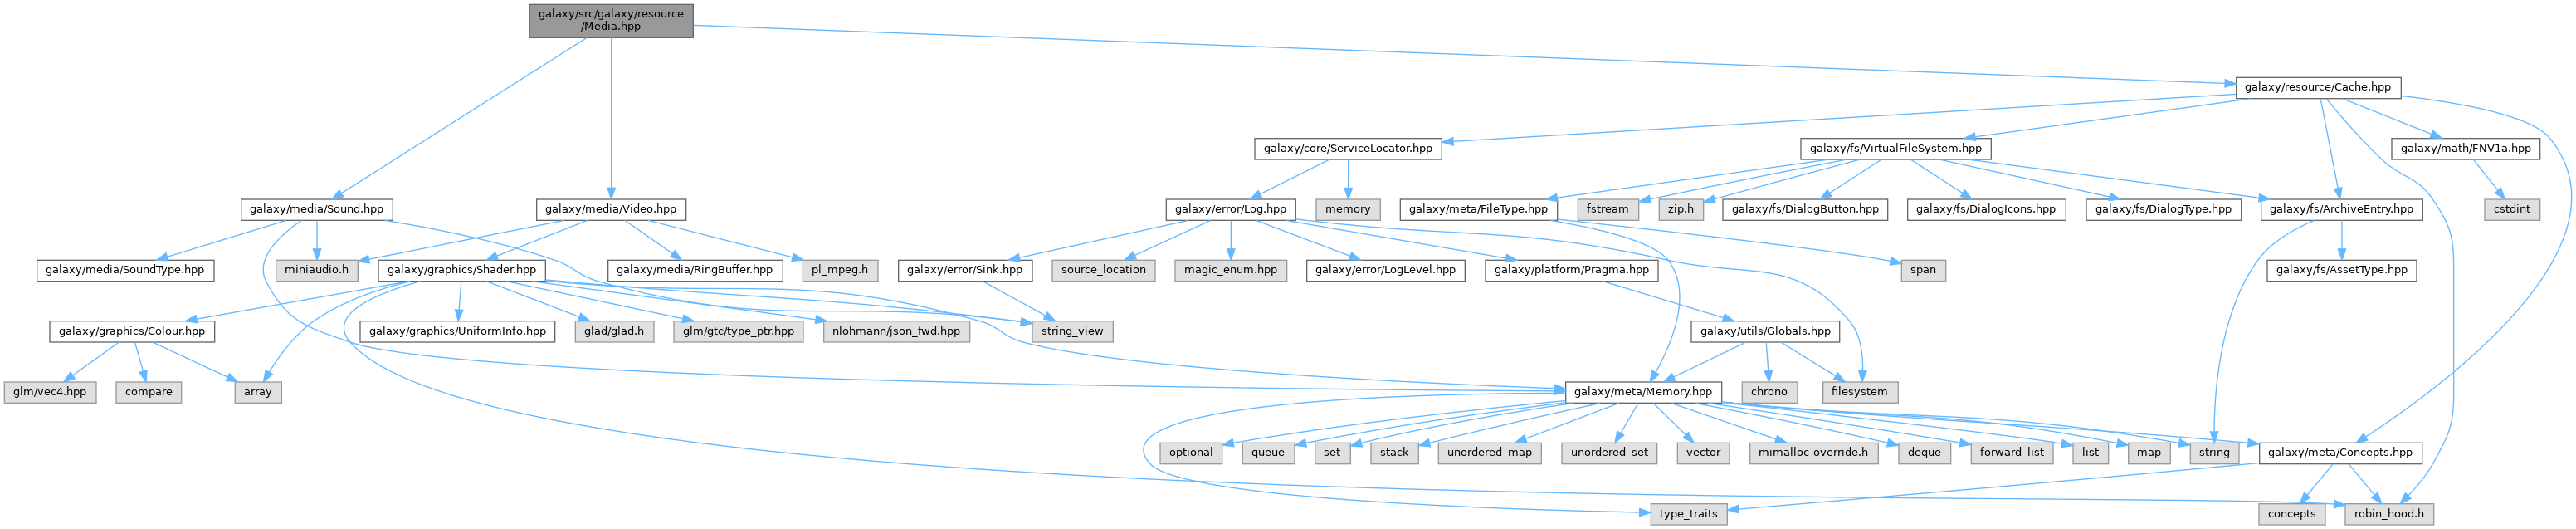 galaxy/src/galaxy/resource
/Media.hpp
galaxy/resource/Cache.hpp
galaxy/core/ServiceLocator.hpp
galaxy/fs/VirtualFileSystem.hpp
galaxy/math/FNV1a.hpp
galaxy/media/Sound.hpp
galaxy/media/Video.hpp
galaxy/error/Log.hpp
memory
galaxy/meta/FileType.hpp
fstream
zip.h
galaxy/fs/DialogButton.hpp
galaxy/fs/DialogIcons.hpp
galaxy/fs/DialogType.hpp
galaxy/fs/ArchiveEntry.hpp
cstdint
galaxy/media/SoundType.hpp
miniaudio.h
galaxy/graphics/Shader.hpp
galaxy/media/RingBuffer.hpp
pl_mpeg.h
galaxy/error/Sink.hpp
source_location
magic_enum.hpp
galaxy/error/LogLevel.hpp
galaxy/platform/Pragma.hpp
span
galaxy/fs/AssetType.hpp
galaxy/graphics/Colour.hpp
galaxy/graphics/UniformInfo.hpp
glad/glad.h
glm/gtc/type_ptr.hpp
nlohmann/json_fwd.hpp
string_view
galaxy/utils/Globals.hpp
glm/vec4.hpp
compare
array
galaxy/meta/Memory.hpp
chrono
filesystem
optional
queue
set
stack
unordered_map
unordered_set
vector
mimalloc-override.h
deque
forward_list
list
map
string
galaxy/meta/Concepts.hpp
type_traits
concepts
robin_hood.h